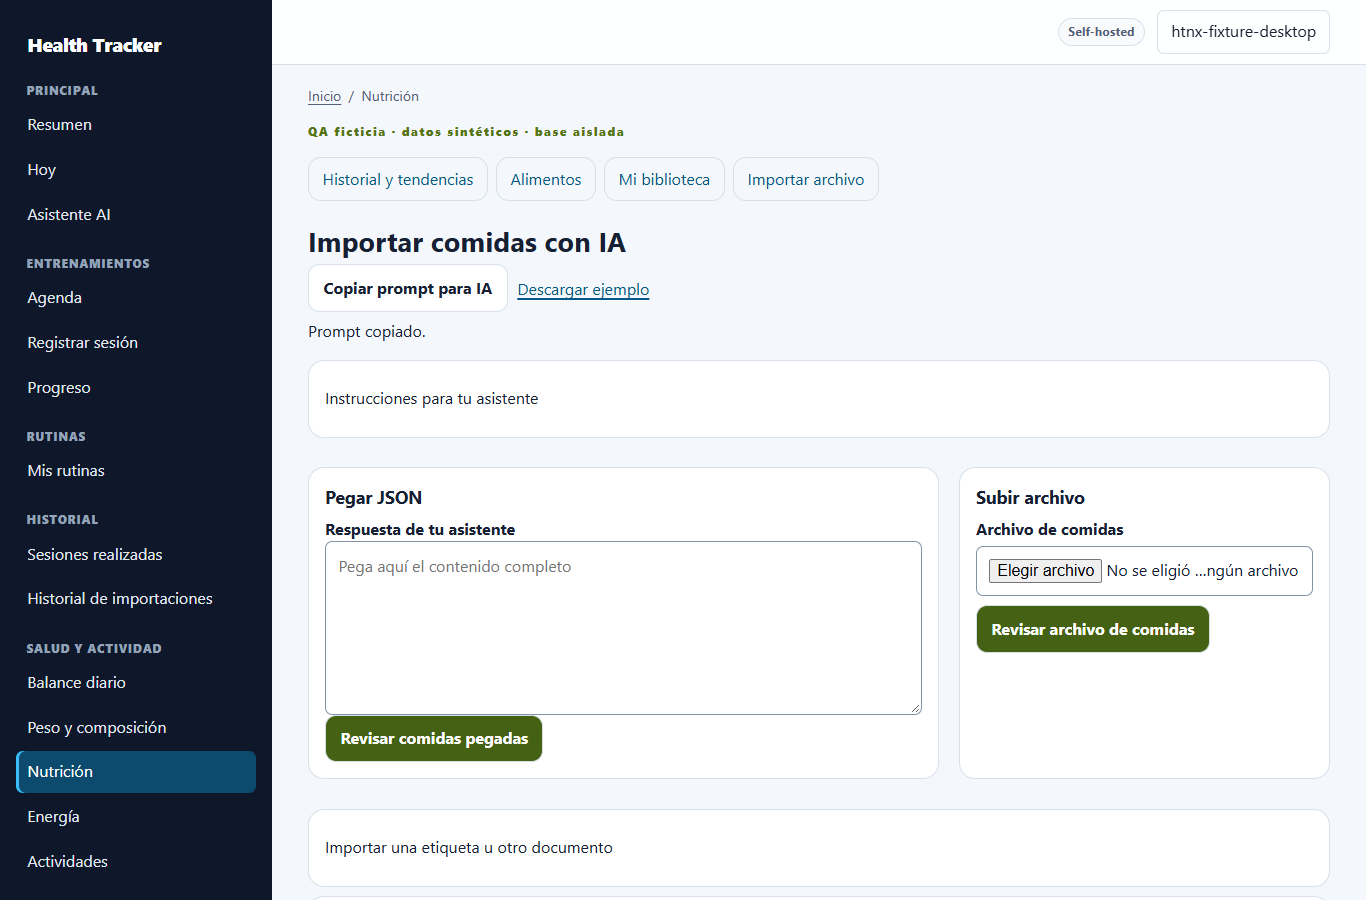 Health Tracker
PRINCIPAL
Resumen
Hoy
Asistente AI
ENTRENAMIENTOS
Agenda
Registrar sesión
Progreso
RUTINAS
Mis rutinas
HISTORIAL
Sesiones realizadas
Historial de importaciones
SALUD Y ACTIVIDAD
Balance diario
Peso y composición
Nutrición
Energía
Actividades
Self-hosted
htnx-fixture-desktop
Inicio / Nutrición
QA ficticia · datos sintéticos · base aislada
Historial y tendencias
Alimentos
Mi biblioteca
Importar archivo
Importar comidas con IA
Copiar prompt para IA
Descargar ejemplo
Prompt copiado.
Instrucciones para tu asistente
Pegar JSON
Respuesta de tu asistente
Pega aquí el contenido completo
Revisar comidas pegadas
Subir archivo
Archivo de comidas
Elegir archivo No se eligió ...ngún archivo
Revisar archivo de comidas
Importar una etiqueta u otro documento